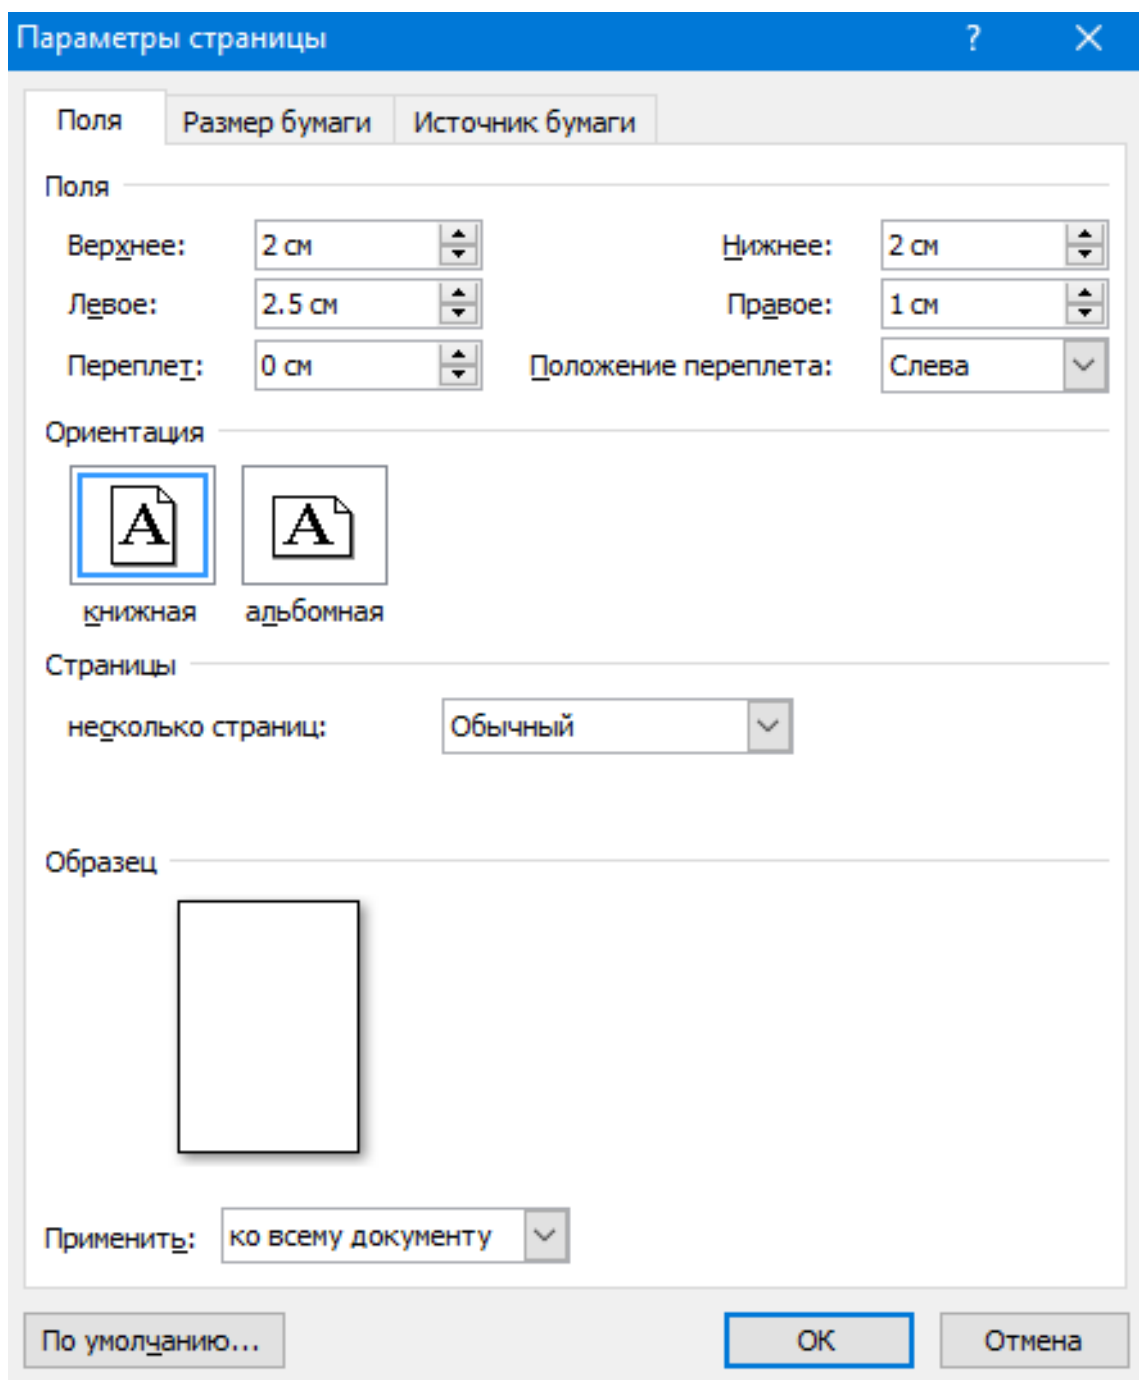 Параметры страницы ?
Поля Размер бумаги Источник бумаги
Поля
Верхнее: 2 см Нижнее: 2 см
Левое: 2.5 см Правое: 1 см
Переплет: 0 см Положение переплета: Слева
Ориентация
A A
книжная альбомная
Страницы
несколько страниц: Обычный
Образец
Применить: ко всему документу
По умолчанию... ОК Отмена